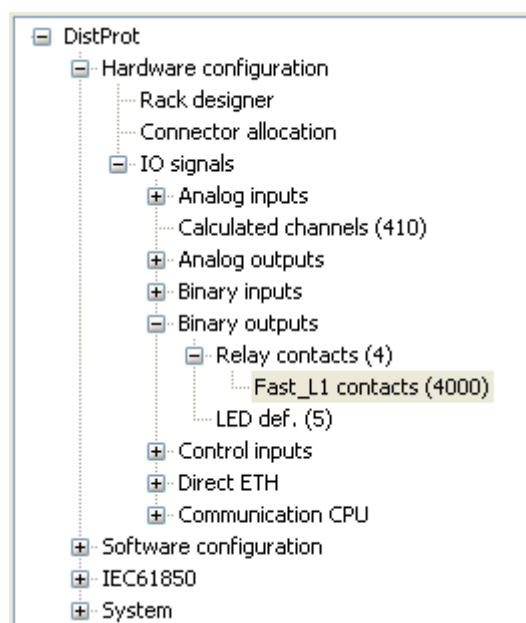 DistProt
Hardware configuration
Rack designer
Connector allocation
IO signals
Analog inputs
Calculated channels (410)
Analog outputs
Binary inputs
Binary outputs
Relay contacts (4)
Fast_L1 contacts (4000)
LED def. (5)
Control inputs
Direct ETH
Communication CPU
Software configuration
IEC61850
System